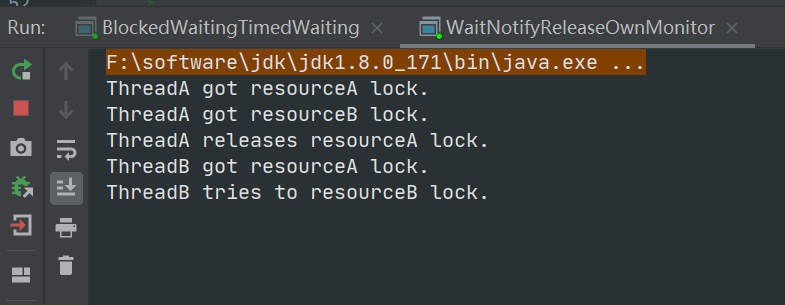 Run: BlockedWaitingTimedWaiting WaitNotifyReleaseOwnMonitor
F:\software\jdk\jdk1.8.0_171\bin\java.exe ...
ThreadA got resourceA lock.
ThreadA got resourceB lock.
ThreadA releases resourceA lock.
ThreadB got resourceA lock.
ThreadB tries to resourceB lock.